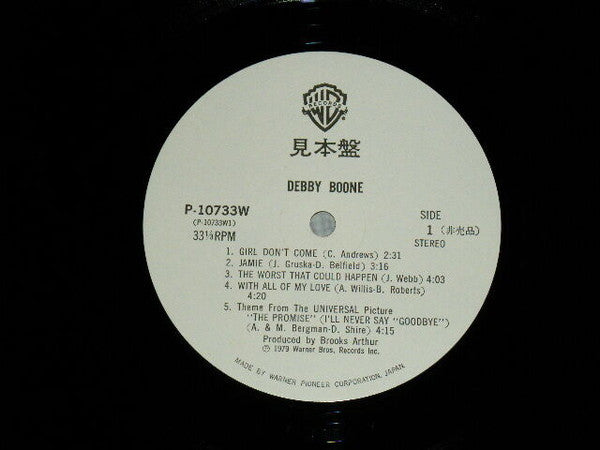 WB
RECORDS
見本盤
DEBBY BOONE
P-10733W
(P-10733W1)
33⅓RPM
SIDE
1 (非売品)
STEREO
1. GIRL DON'T COME (C. Andrews) 2:31
2. JAMIE (J. Gruska-D. Belfield) 3:16
3. THE WORST THAT COULD HAPPEN (J. Webb) 4:03
4. WITH ALL OF MY LOVE (A. Willis-B. Roberts)
4:20
5. Theme From The UNIVERSAL Picture
"THE PROMISE" (I'LL NEVER SAY "GOODBYE")
(A. & M. Bergman-D. Shire) 4:15
Produced by Brooks Arthur
Ⓟ1979 Warner Bros. Records Inc.
MADE BY WARNER PIONEER CORPORATION, JAPAN